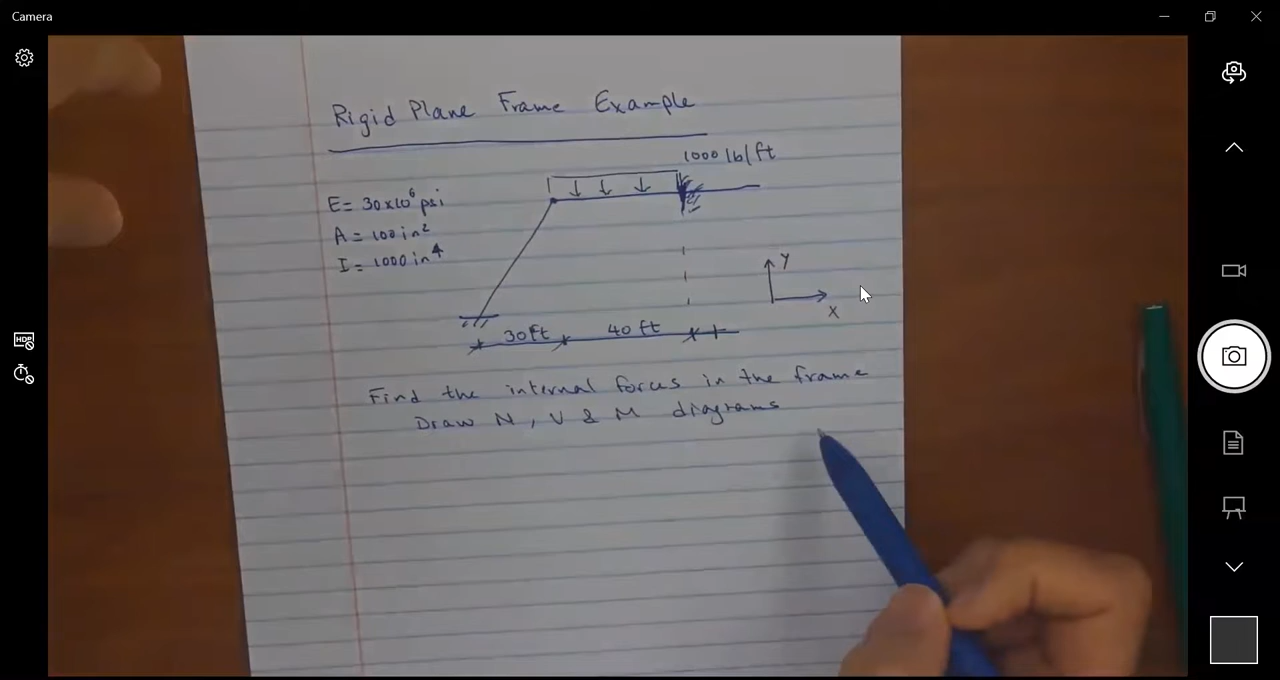 Camera
Rigid Plane Frame Example
1000 lb/ft
E = 30x10⁶ psi
A = 100 in²
I = 1000 in⁴
Y
X
30ft 40 ft
Find the internal forces in the frame
Draw N, V & M diagrams